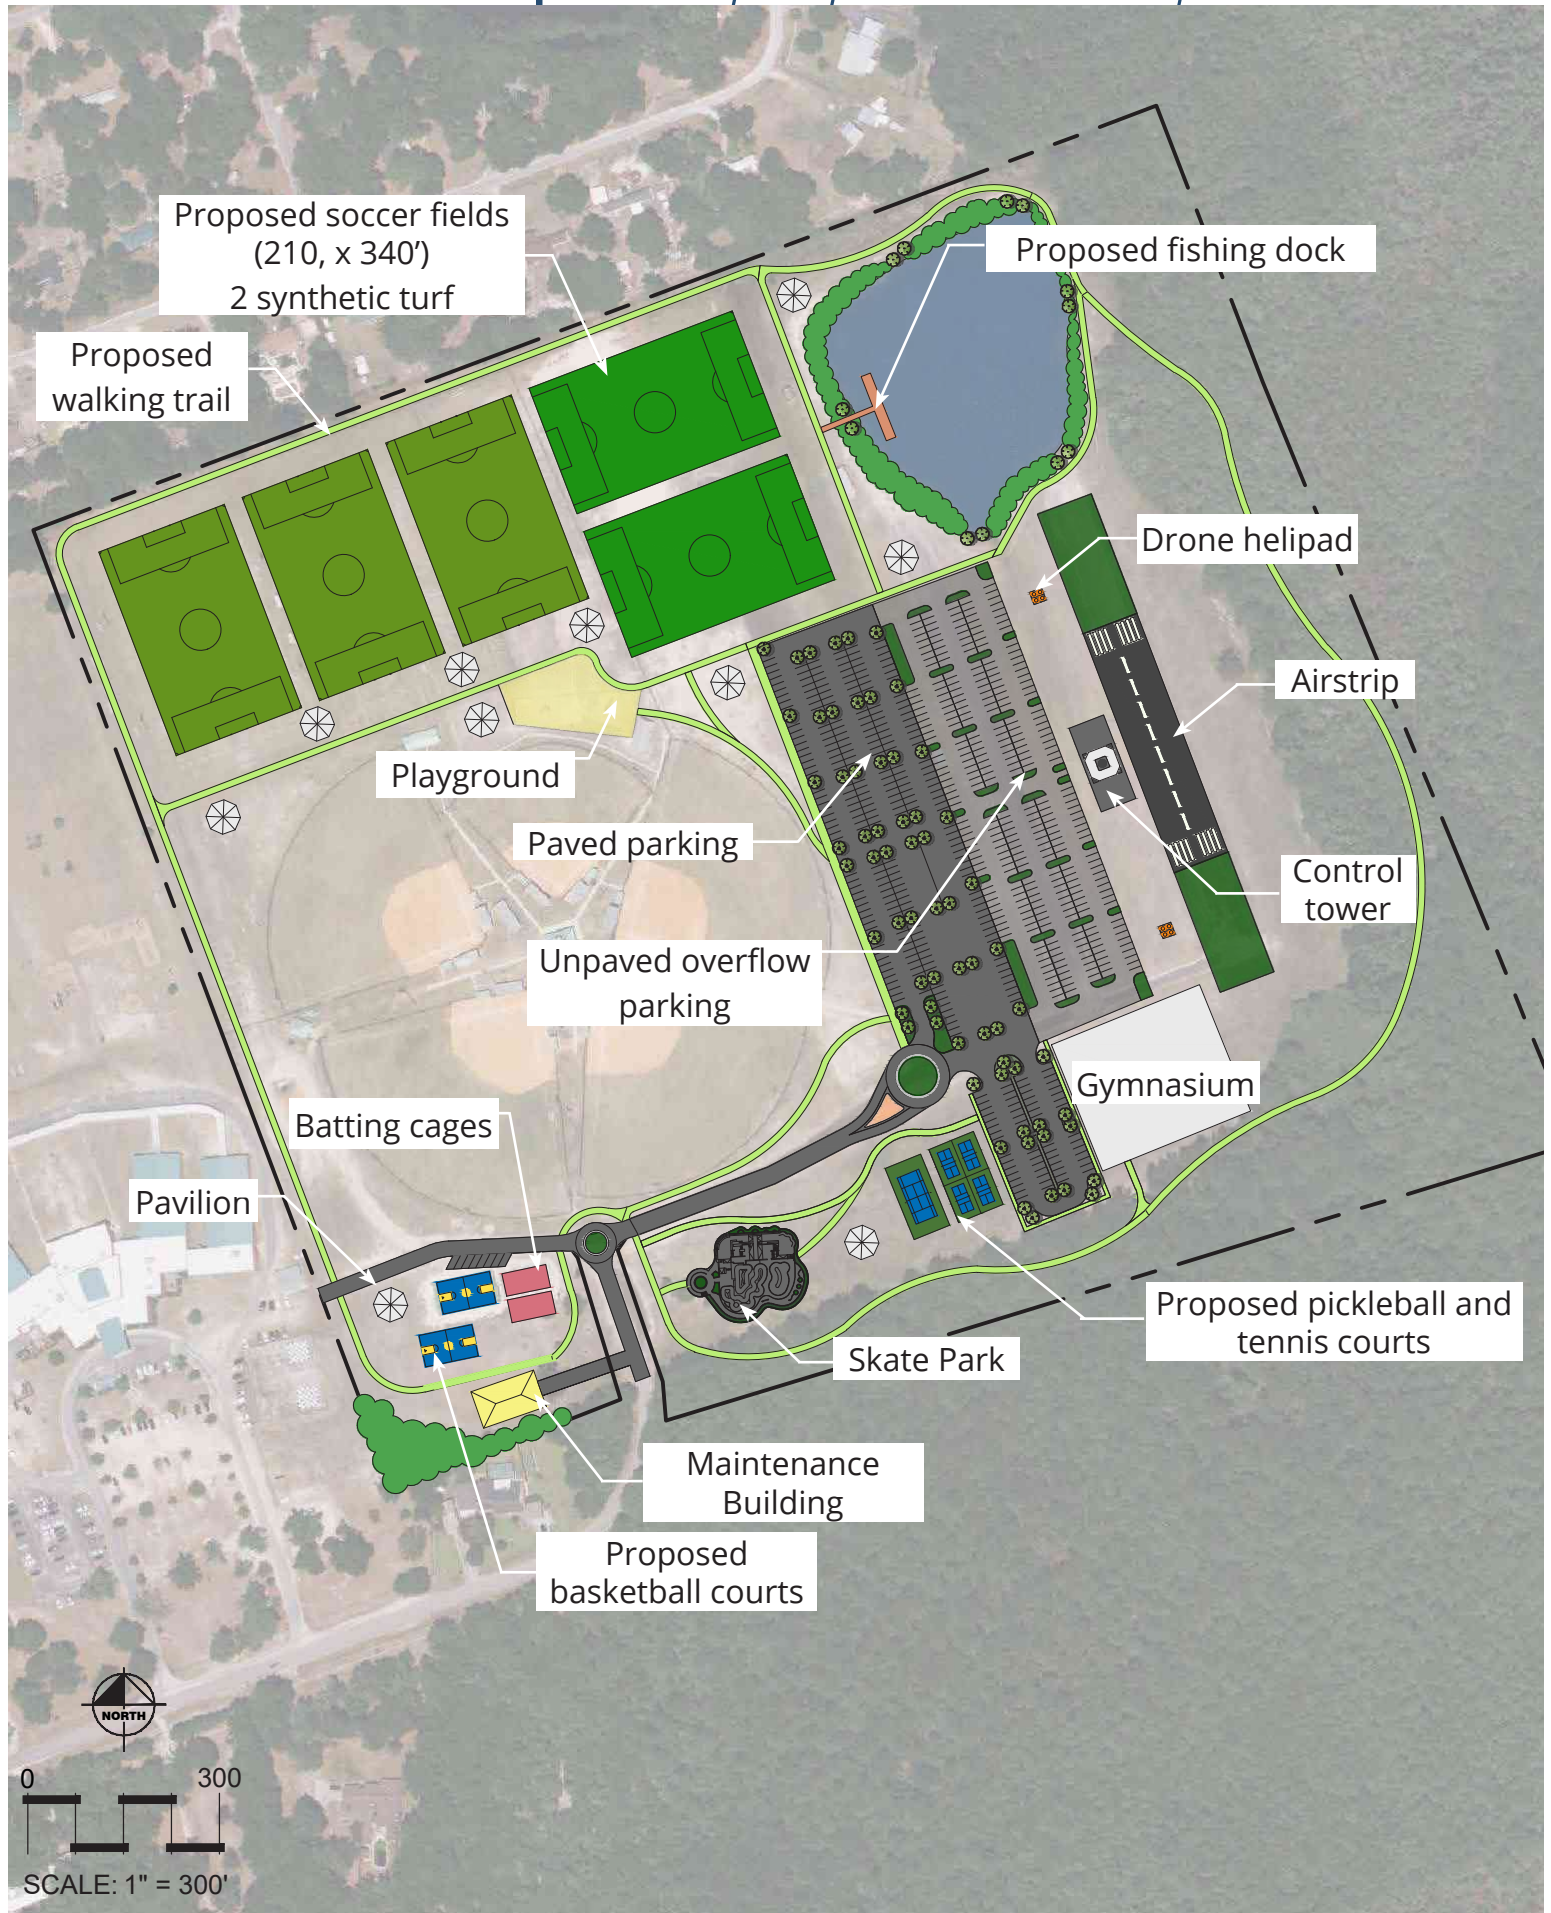 Proposed soccer fields
(210, x 340’)
2 synthetic turf
Proposed fishing dock
Proposed
walking trail
Drone helipad
Airstrip
Playground
Paved parking
Control
tower
Unpaved overflow
parking
Gymnasium
Batting cages
Pavilion
Proposed pickleball and
tennis courts
Skate Park
Maintenance
Building
Proposed
basketball courts
NORTH
0 300
SCALE: 1" = 300'